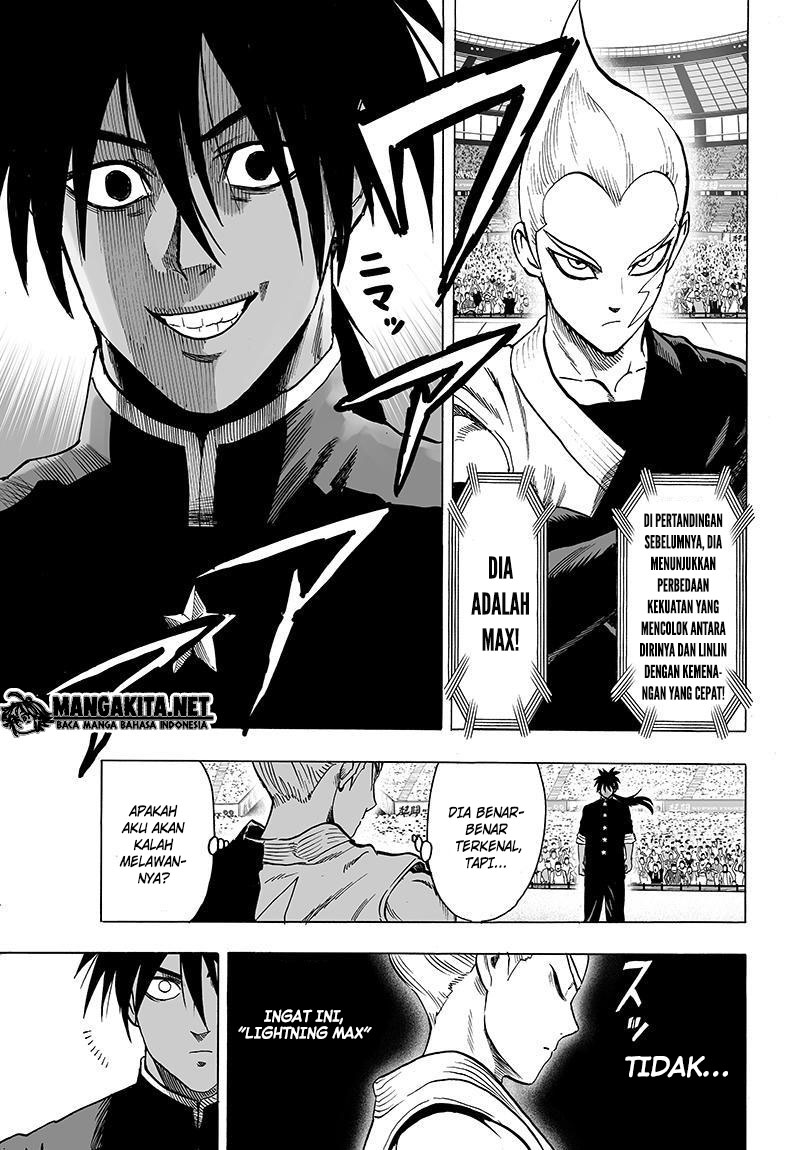 DI PERTANDINGAN
SEBELUMNYA, DIA
MENUNJUKKAN
PERBEDAAN
KEKUATAN YANG
MENCOLOK ANTARA
DIRINYA DAN LINLIN
DENGAN KEMENA-
NGAN YANG CEPAT!
DIA
ADALAH
MAX!
ニマッ
MANGAKITA.NET
BACA MANGA BAHASA INDONESIA
DIA BENAR-
BENAR
TERKENAL,
TAPI...
APAKAH
AKU AKAN
KALAH
MELAWAN-
NYA?
スッ
TIDAK...
INGAT INI,
"LIGHTNING MAX"